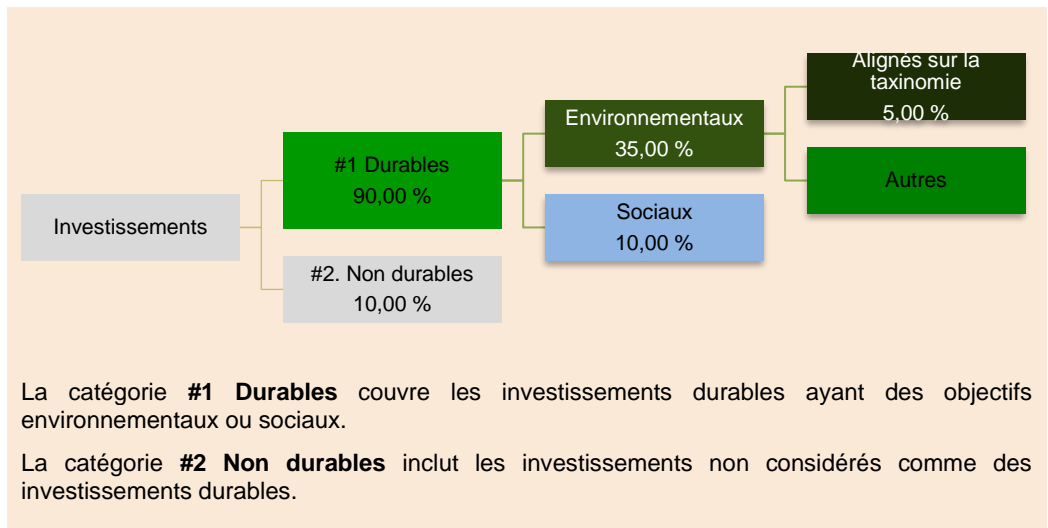 Investissements
#1 Durables
90,00 %
#2. Non durables
10,00 %
Environnementaux
35,00 %
Sociaux
10,00 %
Alignés sur la
taxinomie
5,00 %
Autres
La catégorie #1 Durables couvre les investissements durables ayant des objectifs
environnementaux ou sociaux.
La catégorie #2 Non durables inclut les investissements non considérés comme des
investissements durables.